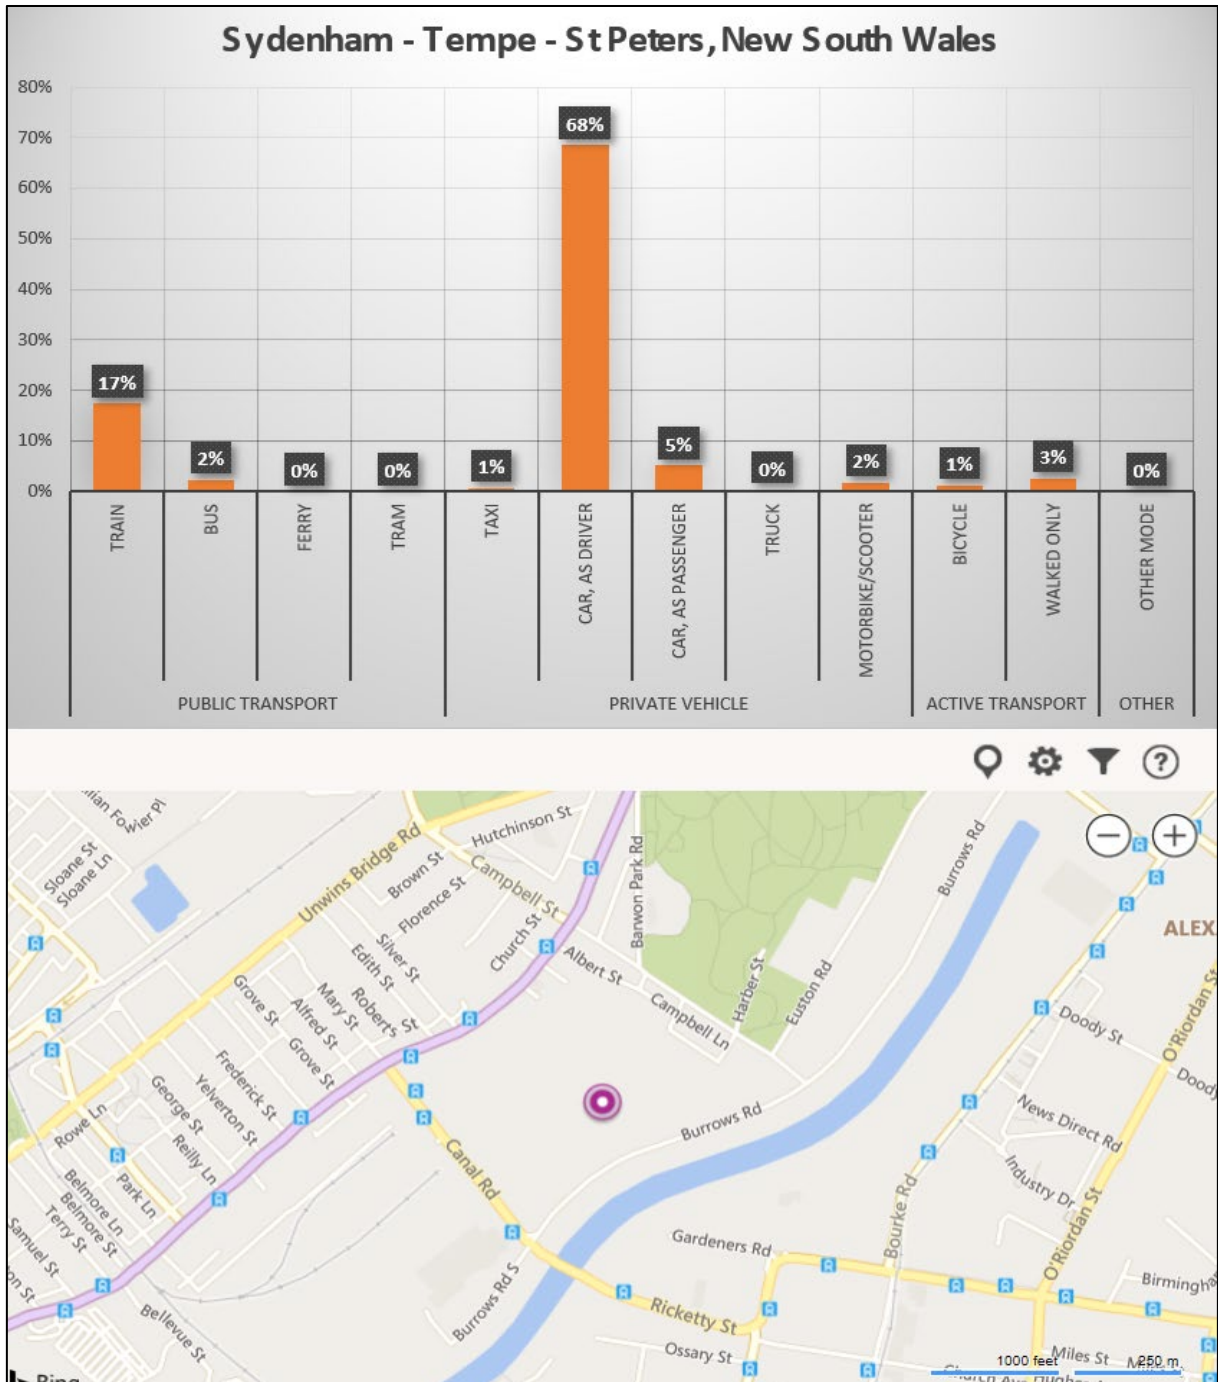 Sydenham - Tempe - St Peters, New South Wales
80%
70%
60%
50%
40%
30%
20%
10%
0%
17%
2%
0%
0%
1%
68%
5%
0%
2%
1%
3%
0%
TRAIN
BUS
FERRY
TRAM
TAXI
CAR, AS DRIVER
CAR, AS PASSENGER
TRUCK
MOTORBIKE/SCOOTER
BICYCLE
WALKED ONLY
OTHER MODE
PUBLIC TRANSPORT
PRIVATE VEHICLE
ACTIVE TRANSPORT
OTHER
?
Wier Pl
Sloane St
Sloane Ln
Unwins Bridge Rd
Hutchinson St
Brown St
Campbell St
Florence St
Church St
Silver St
Edith St
Roberts St
Mary St
Alfred St
Grove St
Grove St
Frederick St
Yelverton St
George St
Reilly Ln
Rowe Ln
Park Ln
Belmore Ln
Belmore St
Terry St
Samuel St
on St
Bellevue St
Barwon Park Rd
Albert St
Campbell Ln
Harber St
Euston Rd
Burrows Rd
Burrows Rd
Canal Rd
Burrows Rd S
Ricketty St
Gardeners Rd
Ossary St
Bourke Rd
ALEX
Doody St
Doody
O'Riordan St
News Direct Rd
Industry Dr
O'Riordan St
Birmingha
Miles St
1000 feet
250 m
Bing